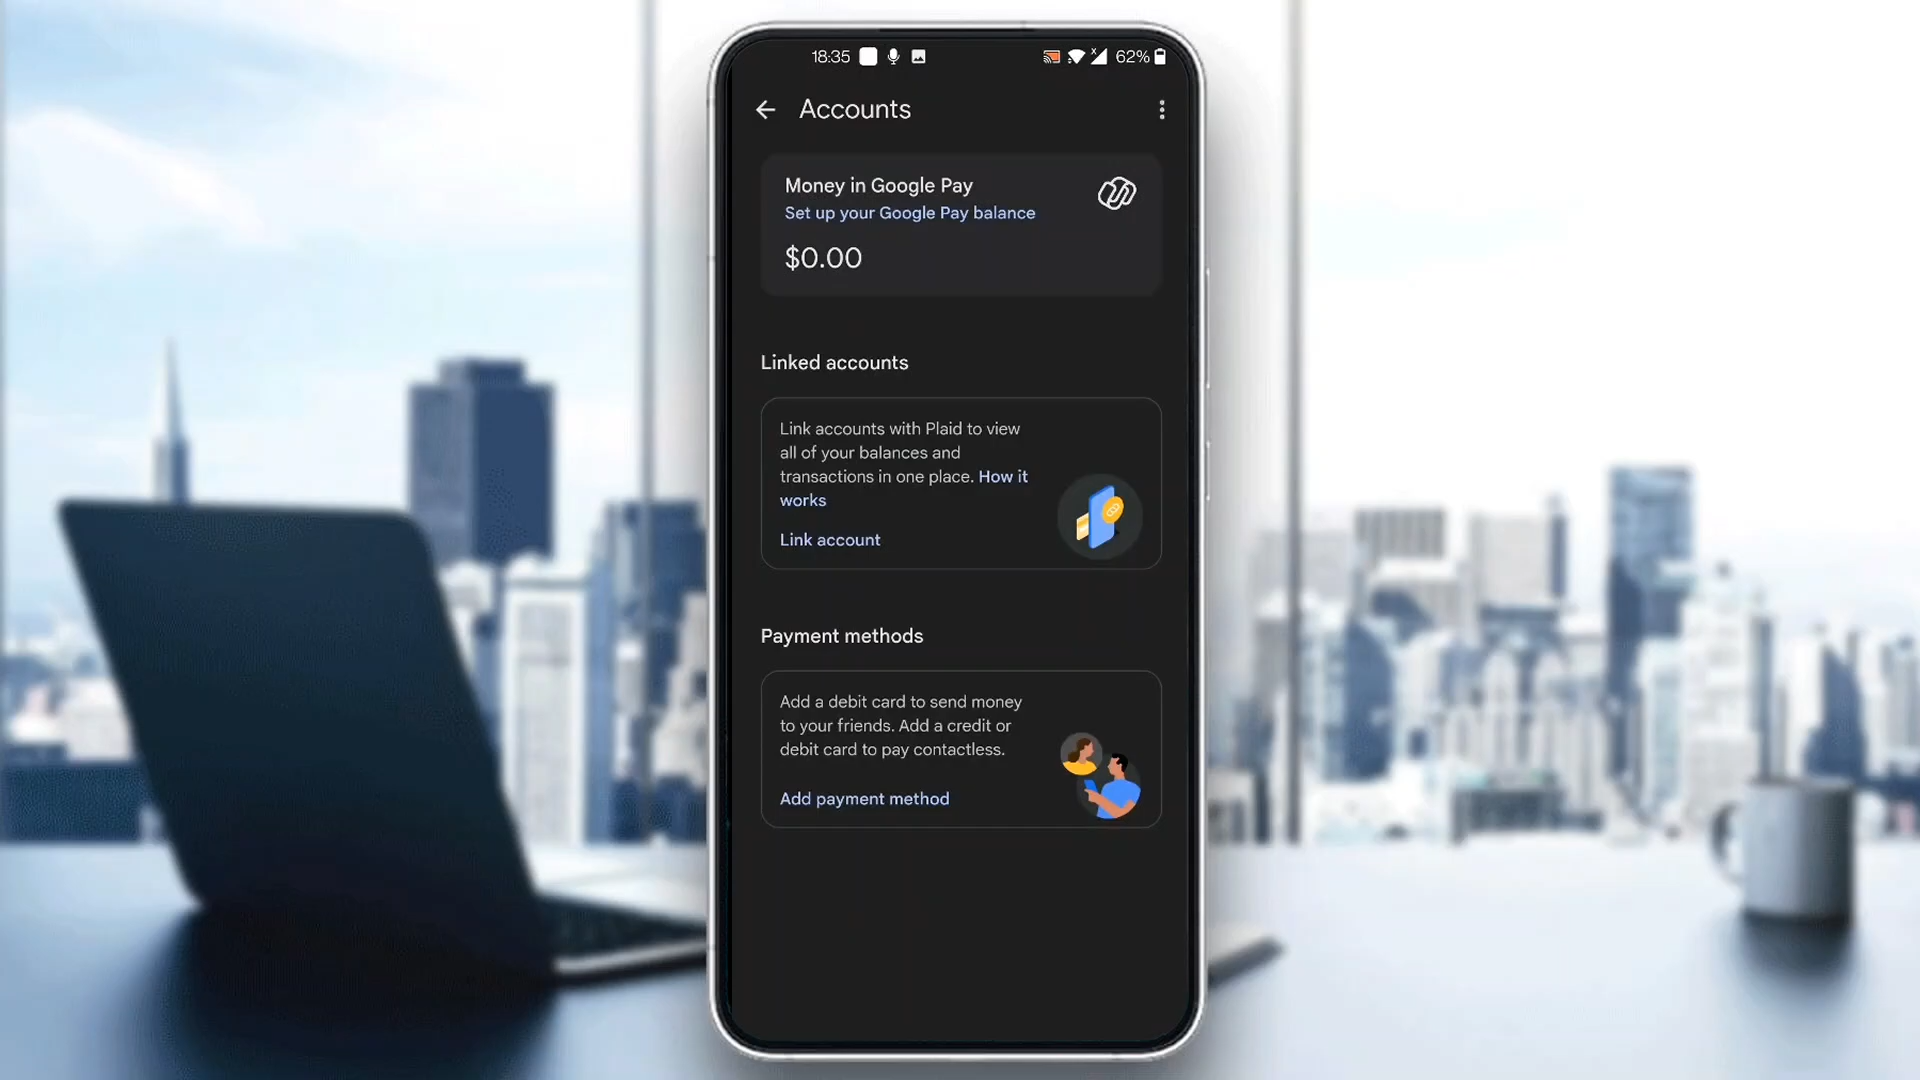 18:35
62%
Accounts
Money in Google Pay
Set up your Google Pay balance
$0.00
Linked accounts
Link accounts with Plaid to view
all of your balances and
transactions in one place. How it
works
Link account
Payment methods
Add a debit card to send money
to your friends. Add a credit or
debit card to pay contactless.
Add payment method